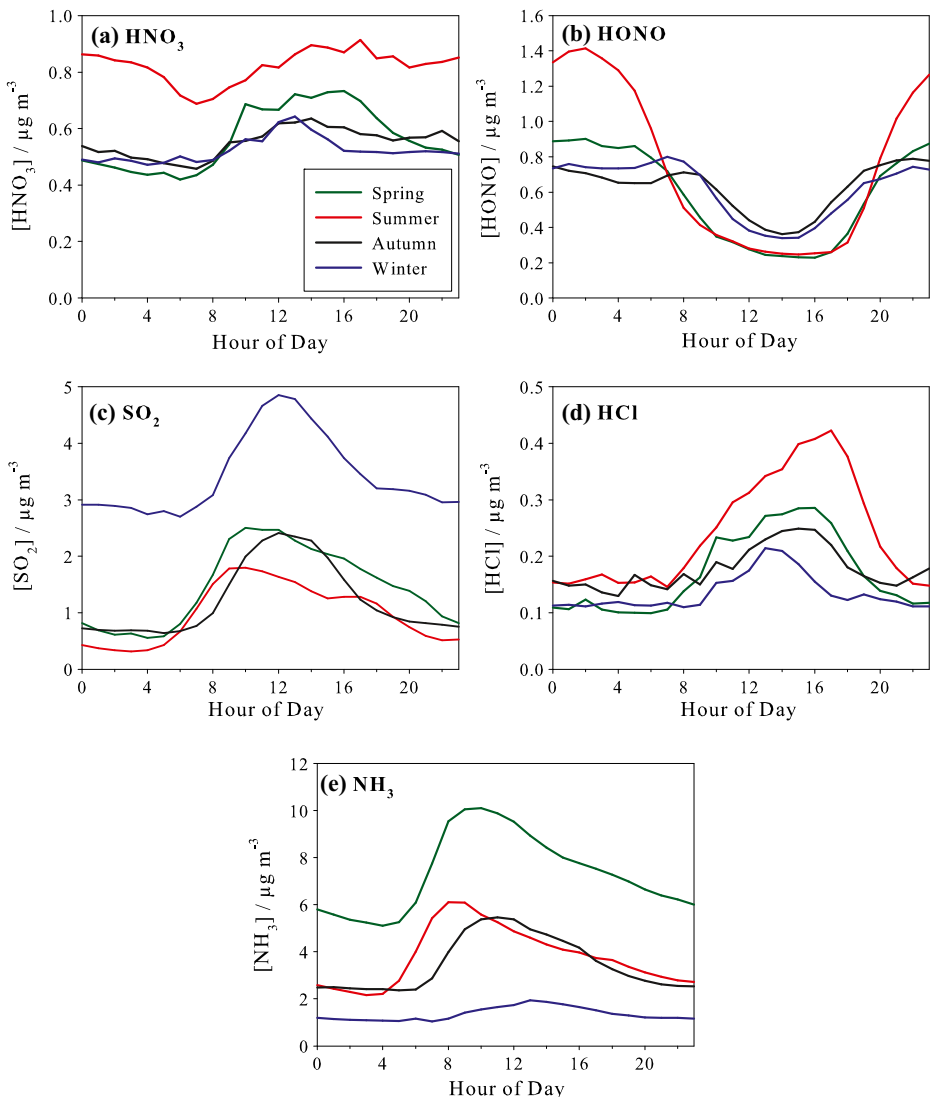 (a) HNO₃
[HNO₃] / µg m⁻³
1.0
0.8
0.6
0.4
0.2
0.0
Spring
Summer
Autumn
Winter
0 4 8 12 16 20
Hour of Day
(b) HONO
[HONO] / µg m⁻³
1.6
1.4
1.2
1.0
0.8
0.6
0.4
0.2
0.0
0 4 8 12 16 20
Hour of Day
(c) SO₂
[SO₂] / µg m⁻³
5
4
3
2
1
0
0 4 8 12 16 20
Hour of Day
(d) HCl
[HCl] / µg m⁻³
0.5
0.4
0.3
0.2
0.1
0.0
0 4 8 12 16 20
Hour of Day
(e) NH₃
[NH₃] / µg m⁻³
12
10
8
6
4
2
0
0 4 8 12 16 20
Hour of Day